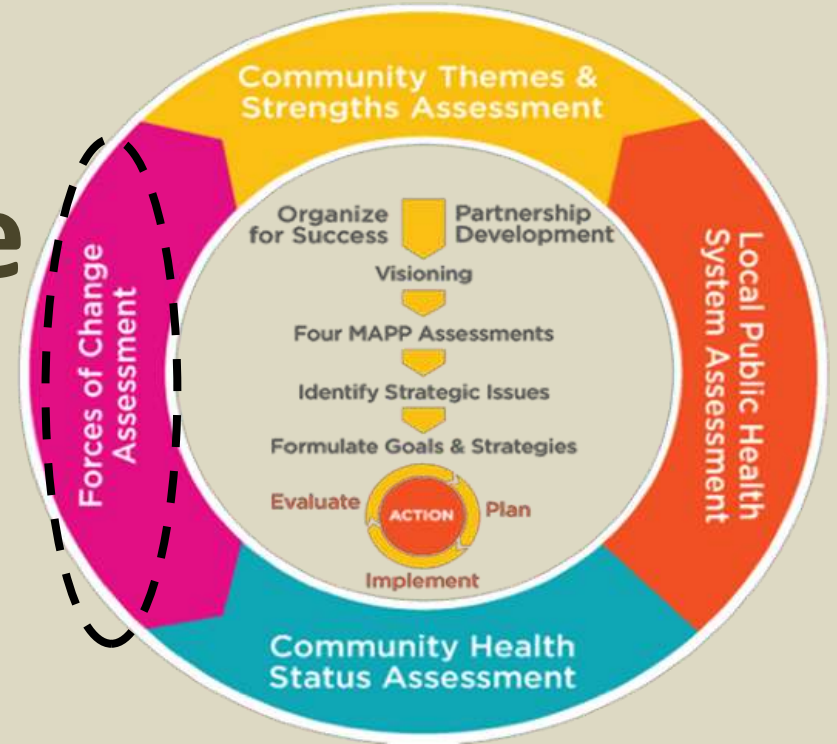 Community Themes &
Strengths Assessment
e
Organize
for Success
Partnership
Development
Visioning
Four MAPP Assessments
Identify Strategic Issues
Formulate Goals & Strategies
Evaluate
ACTION
Plan
Implement
Forces of Change
Assessment
Local Public Health
System Assessment
Community Health
Status Assessment